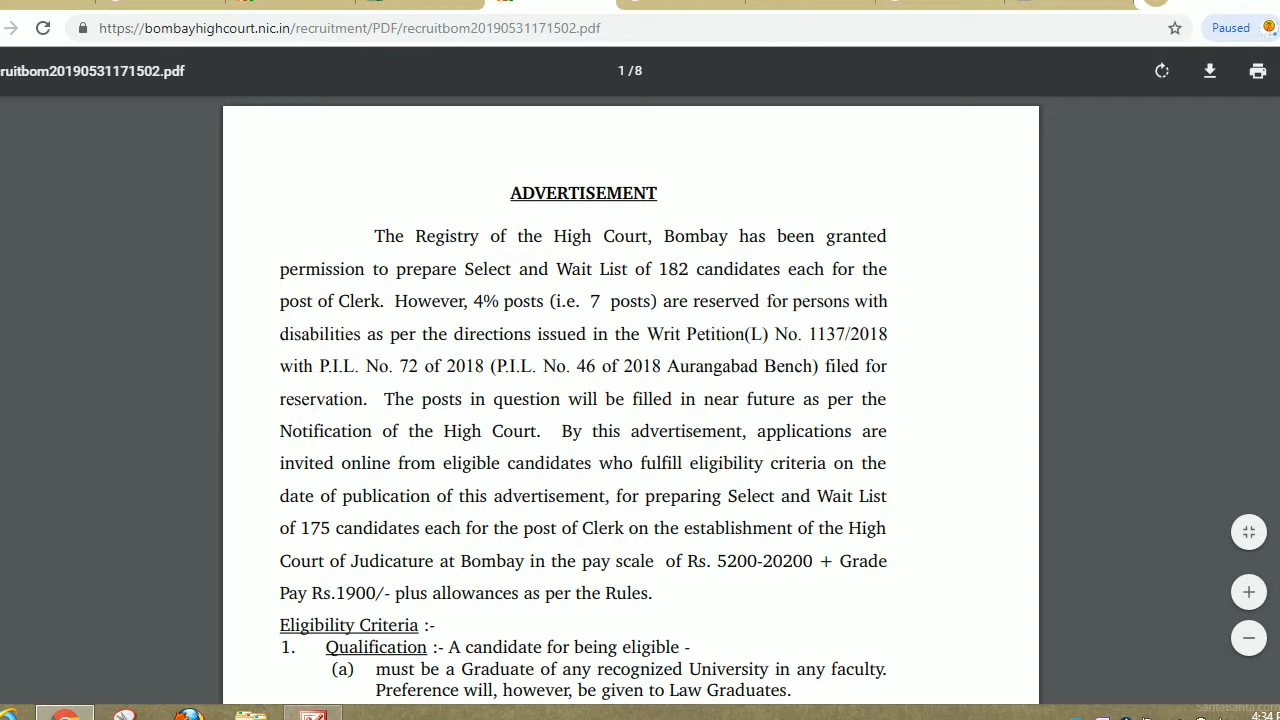 https://bombayhighcourt.nic.in/recruitment/PDF/recruitbom20190531171502.pdf
Paused
ruitbom20190531171502.pdf
1 / 8
ADVERTISEMENT
The Registry of the High Court, Bombay has been granted
permission to prepare Select and Wait List of 182 candidates each for the
post of Clerk. However, 4% posts (i.e. 7 posts) are reserved for persons with
disabilities as per the directions issued in the Writ Petition(L) No. 1137/2018
with P.I.L. No. 72 of 2018 (P.I.L. No. 46 of 2018 Aurangabad Bench) filed for
reservation. The posts in question will be filled in near future as per the
Notification of the High Court. By this advertisement, applications are
invited online from eligible candidates who fulfill eligibility criteria on the
date of publication of this advertisement, for preparing Select and Wait List
of 175 candidates each for the post of Clerk on the establishment of the High
Court of Judicature at Bombay in the pay scale of Rs. 5200-20200 + Grade
Pay Rs.1900/- plus allowances as per the Rules.
Eligibility Criteria :-
1. Qualification :- A candidate for being eligible -
(a) must be a Graduate of any recognized University in any faculty.
Preference will, however, be given to Law Graduates.
SantaBanta.com
4:34